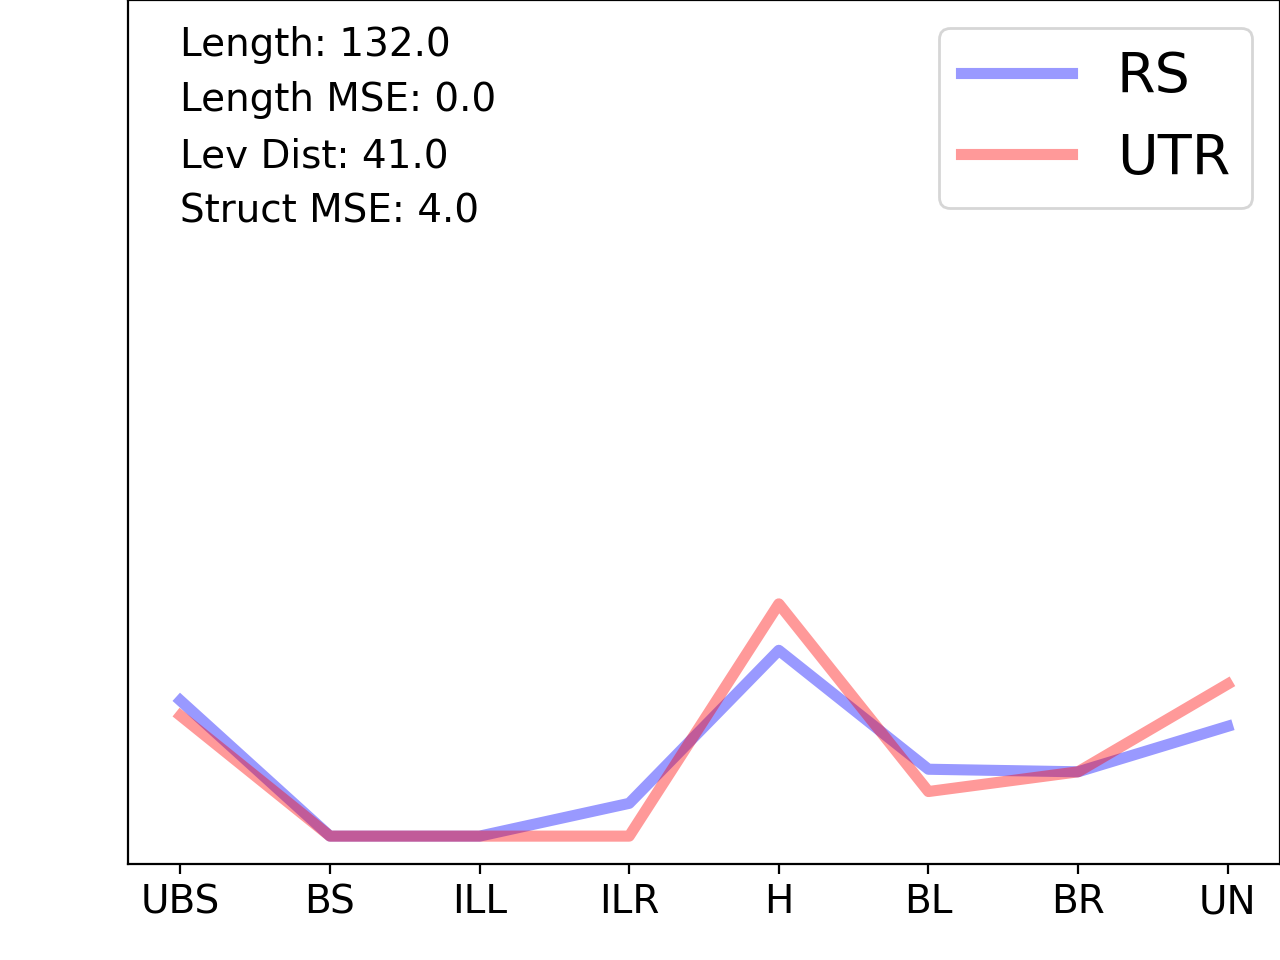 Length: 132.0
Length MSE: 0.0
Lev Dist: 41.0
Struct MSE: 4.0
RS
UTR
UBS BS ILL ILR H BL BR UN